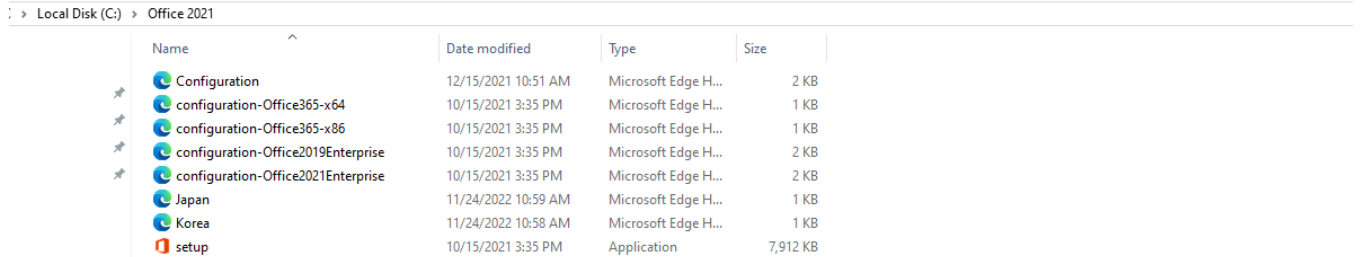 Local Disk (C:) > Office 2021
Name Date modified Type Size
Configuration 12/15/2021 10:51 AM Microsoft Edge H... 2 KB
configuration-Office365-x64 10/15/2021 3:35 PM Microsoft Edge H... 1 KB
configuration-Office365-x86 10/15/2021 3:35 PM Microsoft Edge H... 1 KB
configuration-Office2019Enterprise 10/15/2021 3:35 PM Microsoft Edge H... 2 KB
configuration-Office2021Enterprise 10/15/2021 3:35 PM Microsoft Edge H... 2 KB
Japan 11/24/2022 10:59 AM Microsoft Edge H... 1 KB
Korea 11/24/2022 10:58 AM Microsoft Edge H... 1 KB
setup 10/15/2021 3:35 PM Application 7,912 KB